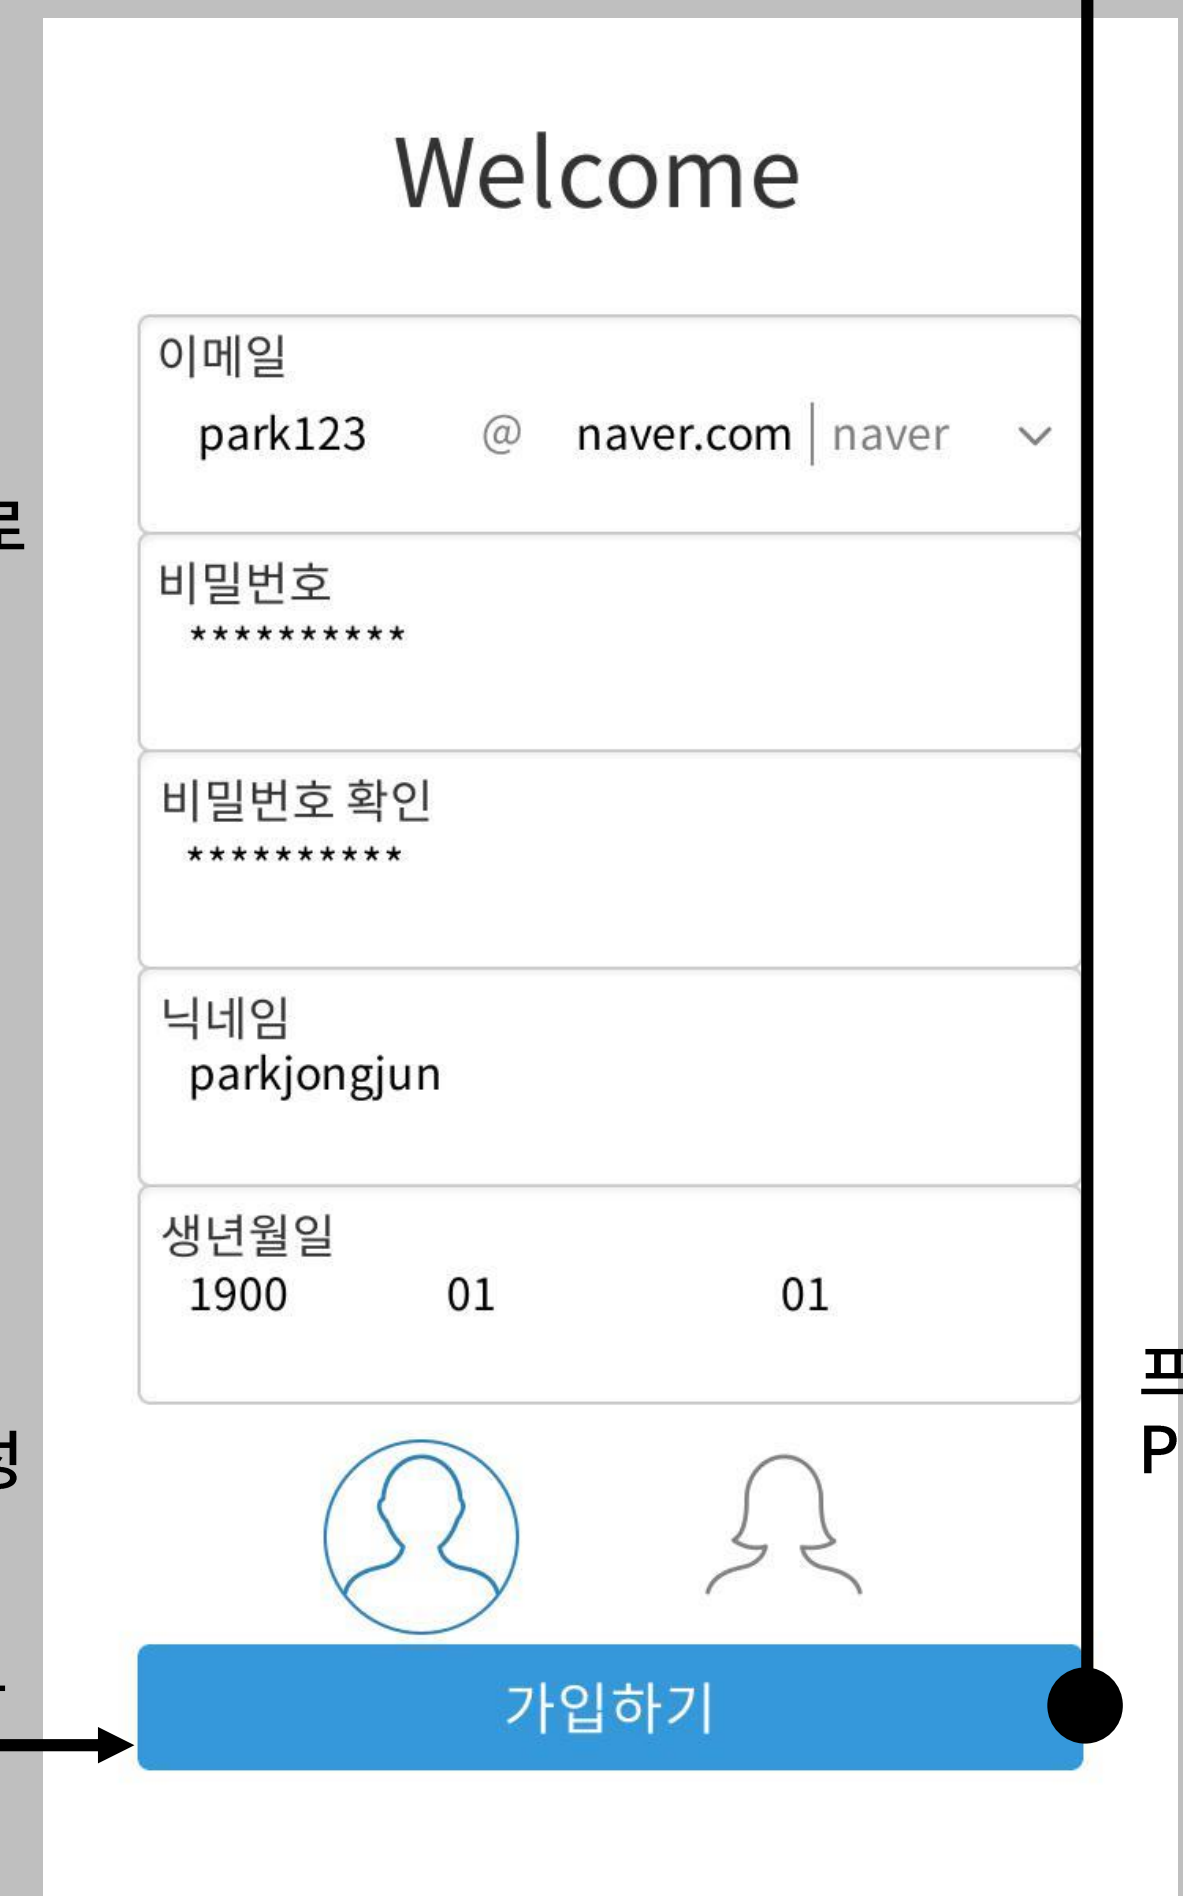 Welcome
이메일
park123 @ naver.com | naver
비밀번호
**********
비밀번호 확인
**********
닉네임
parkjongjun
생년월일
1900 01 01
가입하기